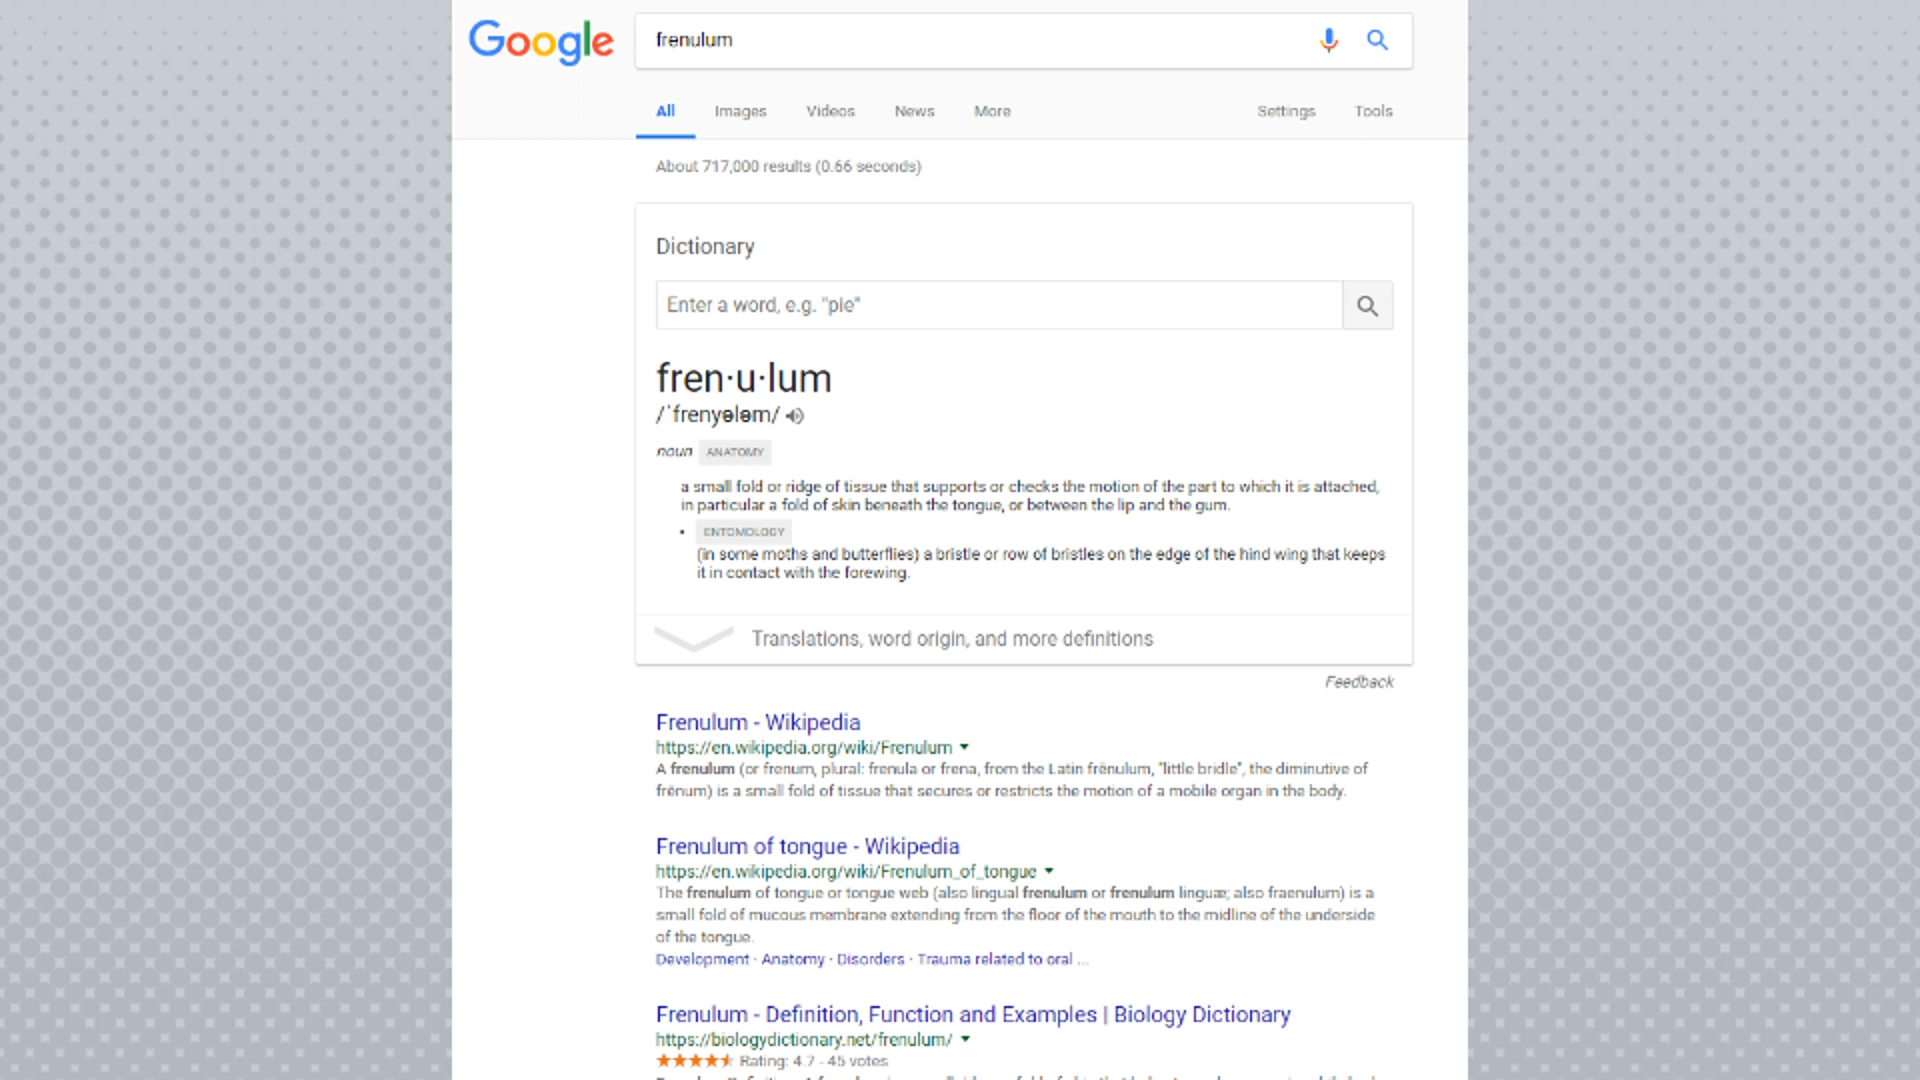 Google
frenulum
All Images Videos News More Settings Tools
About 717,000 results (0.66 seconds)
Dictionary
Enter a word, e.g. "pie"
fren·u·lum
/ˈfrenyələm/
noun ANATOMY
a small fold or ridge of tissue that supports or checks the motion of the part to which it is attached,
in particular a fold of skin beneath the tongue, or between the lip and the gum.
• ENTOMOLOGY
(in some moths and butterflies) a bristle or row of bristles on the edge of the hind wing that keeps
it in contact with the forewing.
Translations, word origin, and more definitions
Feedback
Frenulum - Wikipedia
https://en.wikipedia.org/wiki/Frenulum
A frenulum (or frenum, plural: frenula or frena, from the Latin frēnulum, "little bridle", the diminutive of
frēnum) is a small fold of tissue that secures or restricts the motion of a mobile organ in the body.
Frenulum of tongue - Wikipedia
https://en.wikipedia.org/wiki/Frenulum_of_tongue
The frenulum of tongue or tongue web (also lingual frenulum or frenulum linguæ; also fraenulum) is a
small fold of mucous membrane extending from the floor of the mouth to the midline of the underside
of the tongue.
Development · Anatomy · Disorders · Trauma related to oral ...
Frenulum - Definition, Function and Examples | Biology Dictionary
https://biologydictionary.net/frenulum/
Rating: 4.7 - 45 votes